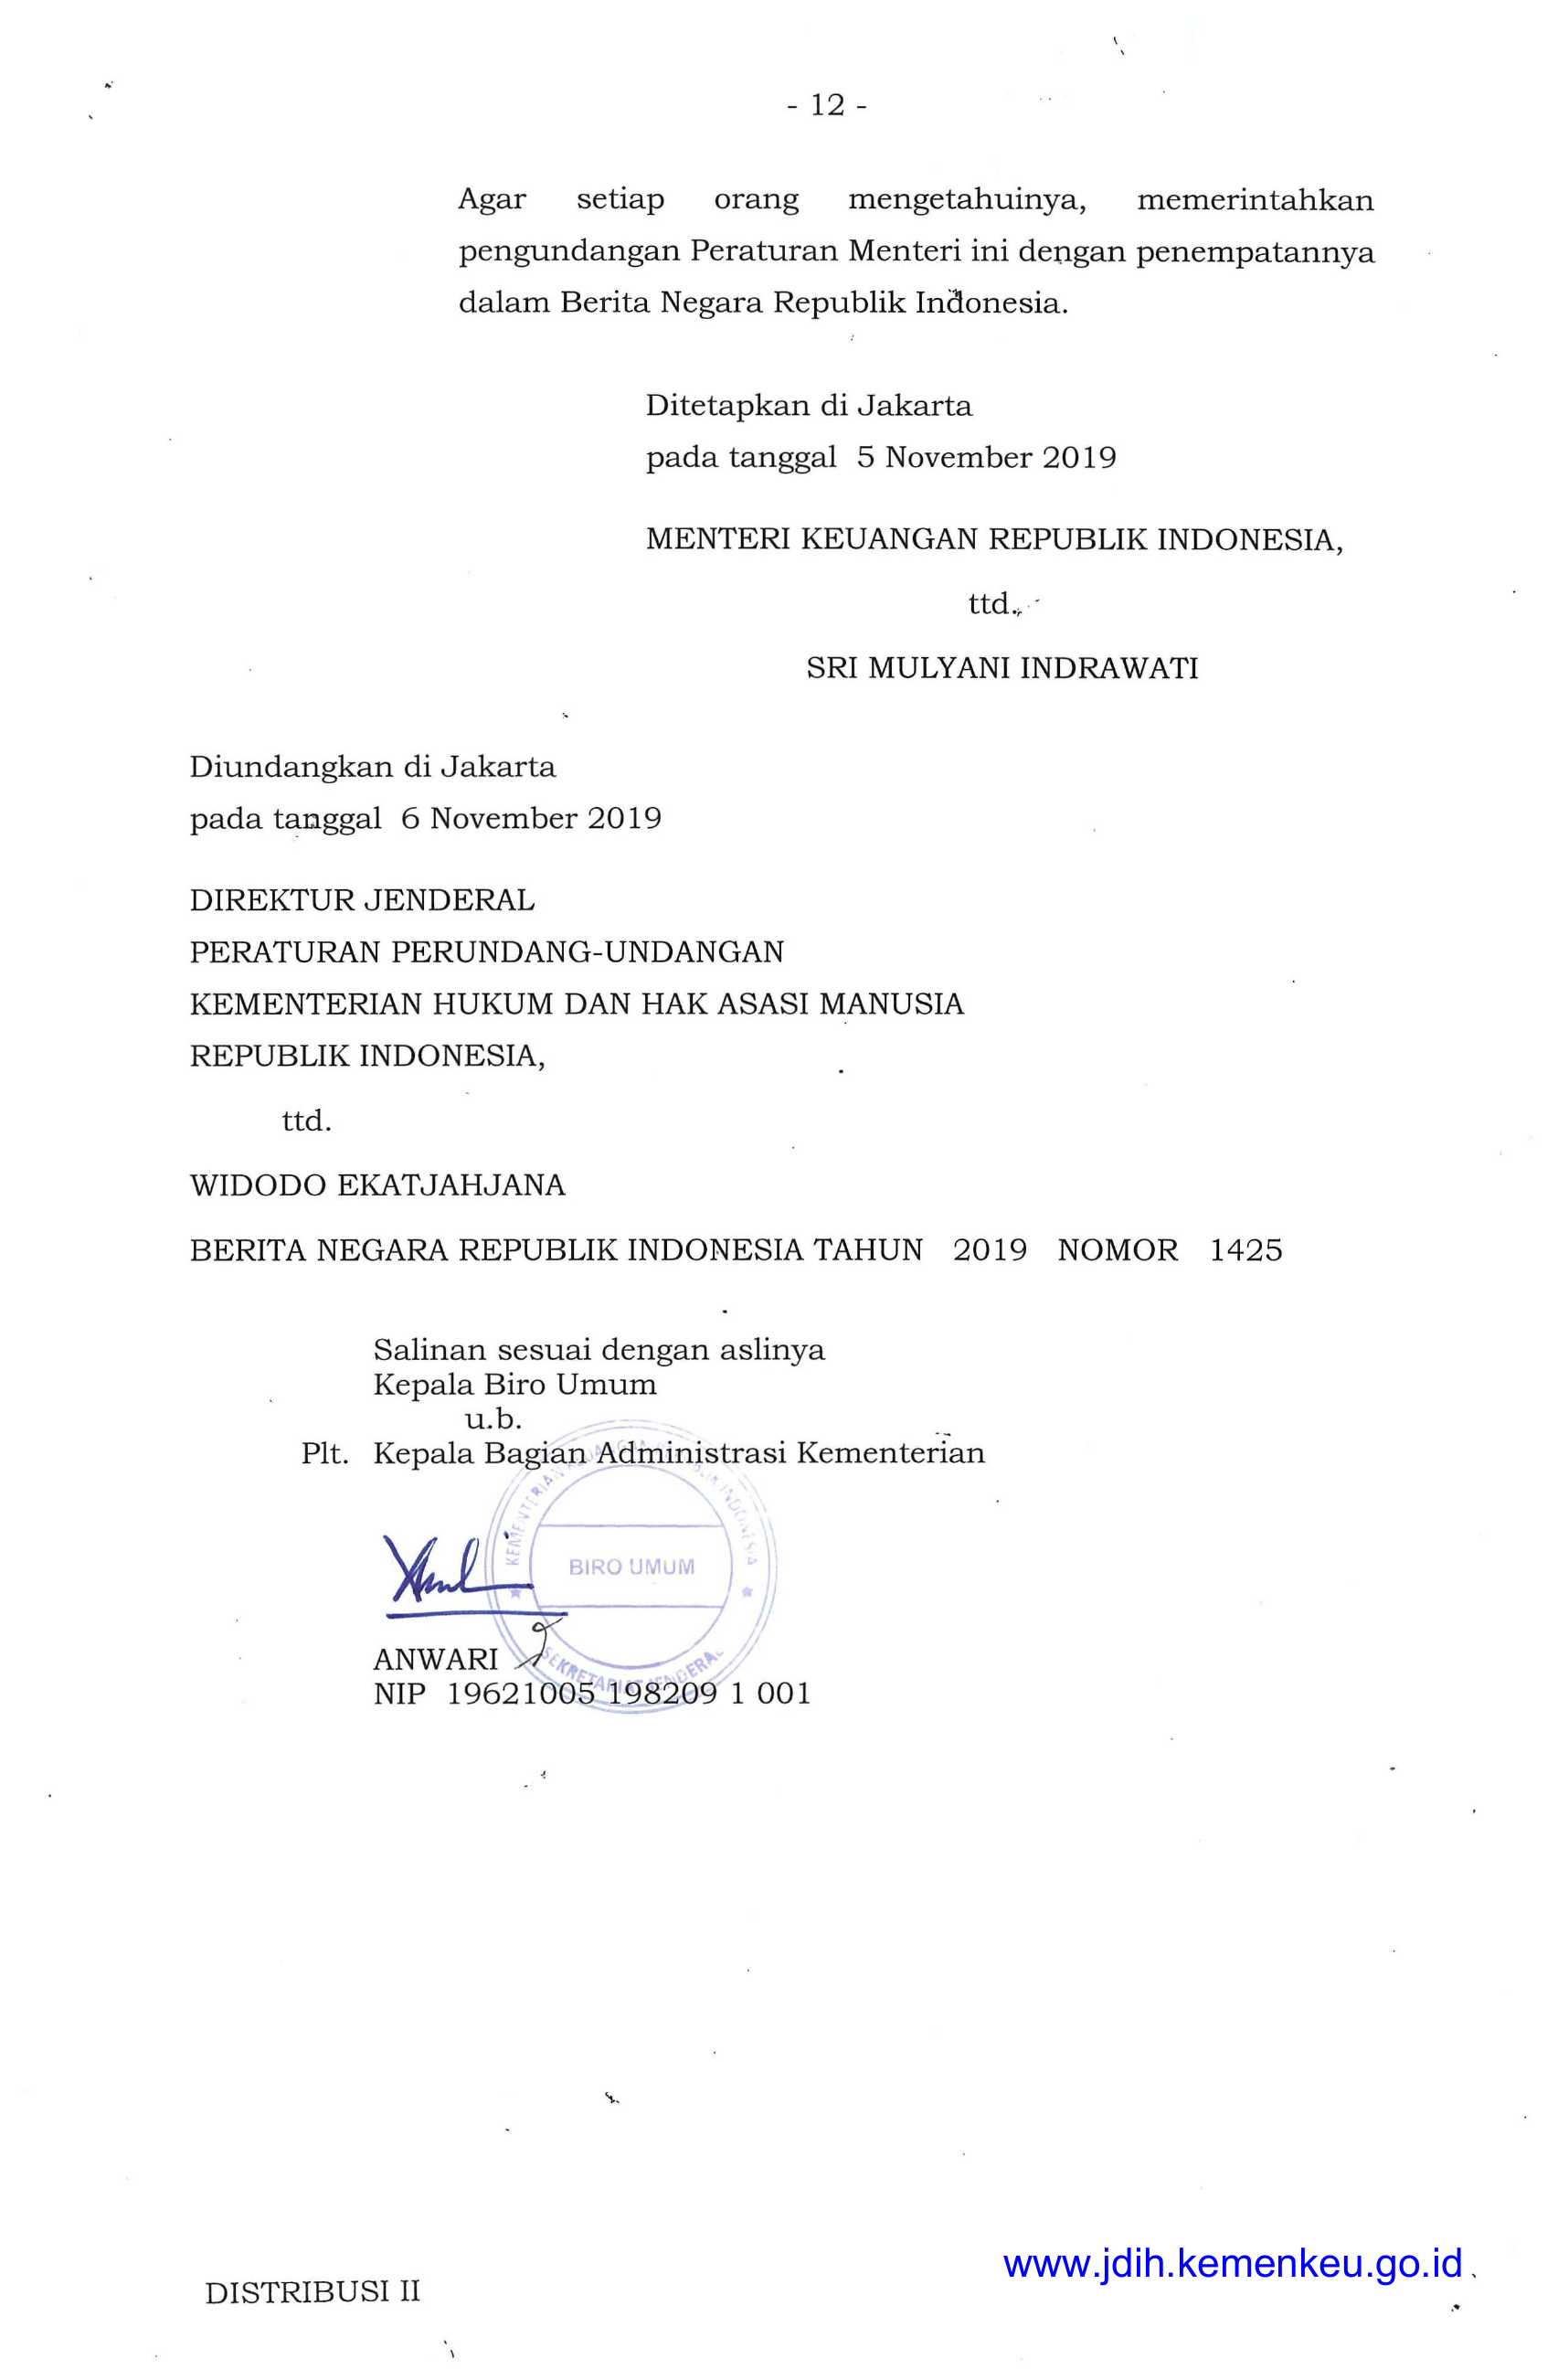 - 12 -
Agar setiap orang mengetahuinya, memerintahkan
pengundangan Peraturan Menteri ini dengan penempatannya
dalam Berita Negara Republik Indonesia.
Ditetapkan di Jakarta
pada tanggal 5 November 2019
MENTERI KEUANGAN REPUBLIK INDONESIA,
ttd.
SRI MULYANI INDRAWATI
Diundangkan di Jakarta
pada tanggal 6 November 2019
DIREKTUR JENDERAL
PERATURAN PERUNDANG-UNDANGAN
KEMENTERIAN HUKUM DAN HAK ASASI MANUSIA
REPUBLIK INDONESIA,
ttd.
WIDODO EKATJAHJANA
BERITA NEGARA REPUBLIK INDONESIA TAHUN 2019 NOMOR 1425
Salinan sesuai dengan aslinya
Kepala Biro Umum
u.b.
Plt. Kepala Bagian Administrasi Kementerian
KEMENTERIAN KEUANGAN REPUBLIK INDONESIA
BIRO UMUM
SEKRETARIAT JENDERAL
ANWARI
NIP 19621005 198209 1 001
www.jdih.kemenkeu.go.id
DISTRIBUSI II